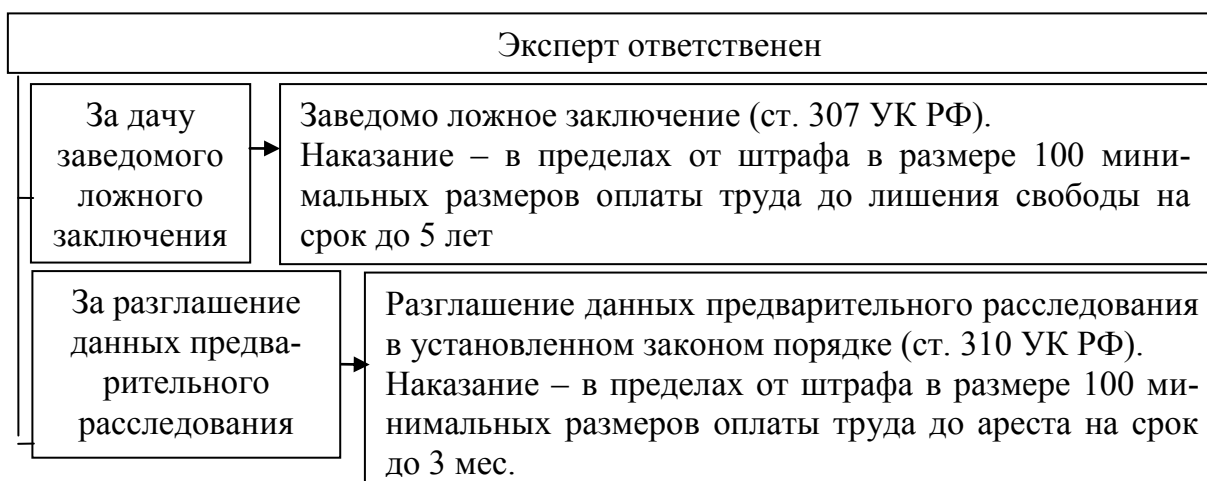 Эксперт ответственен
За дачу
заведомого
ложного
заключения
Заведомо ложное заключение (ст. 307 УК РФ).
Наказание – в пределах от штрафа в размере 100 мини-
мальных размеров оплаты труда до лишения свободы на
срок до 5 лет
За разглашение
данных предва-
рительного
расследования
Разглашение данных предварительного расследования
в установленном законом порядке (ст. 310 УК РФ).
Наказание – в пределах от штрафа в размере 100 ми-
нимальных размеров оплаты труда до ареста на срок
до 3 мес.